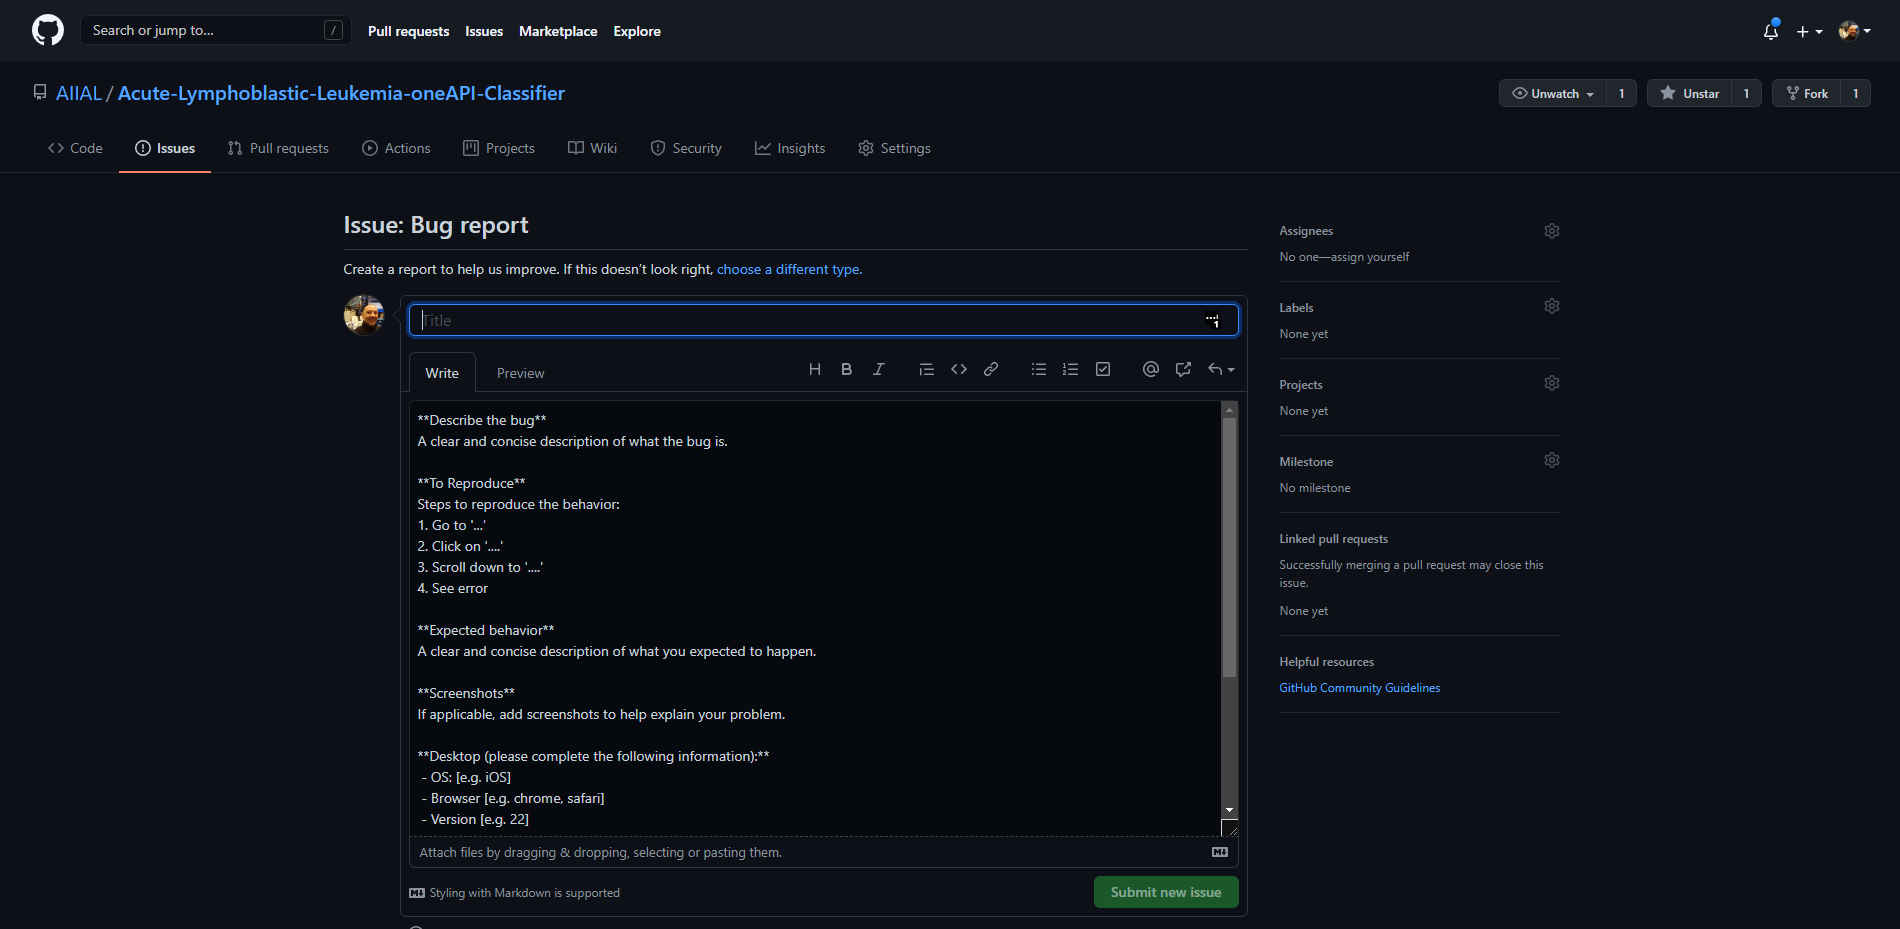 Search or jump to... /
Pull requests Issues Marketplace Explore
AIIAL / Acute-Lymphoblastic-Leukemia-oneAPI-Classifier
Unwatch 1 Unstar 1 Fork 1
Code Issues Pull requests Actions Projects Wiki Security Insights Settings
Issue: Bug report
Create a report to help us improve. If this doesn’t look right, choose a different type.
Title
1
Write Preview
H B I @
**Describe the bug**
A clear and concise description of what the bug is.
**To Reproduce**
Steps to reproduce the behavior:
1. Go to '...'
2. Click on '....'
3. Scroll down to '....'
4. See error
**Expected behavior**
A clear and concise description of what you expected to happen.
**Screenshots**
If applicable, add screenshots to help explain your problem.
**Desktop (please complete the following information):**
- OS: [e.g. iOS]
- Browser [e.g. chrome, safari]
- Version [e.g. 22]
Attach files by dragging & dropping, selecting or pasting them.
Styling with Markdown is supported
Submit new issue
Assignees
No one—assign yourself
Labels
None yet
Projects
None yet
Milestone
No milestone
Linked pull requests
Successfully merging a pull request may close this
issue.
None yet
Helpful resources
GitHub Community Guidelines